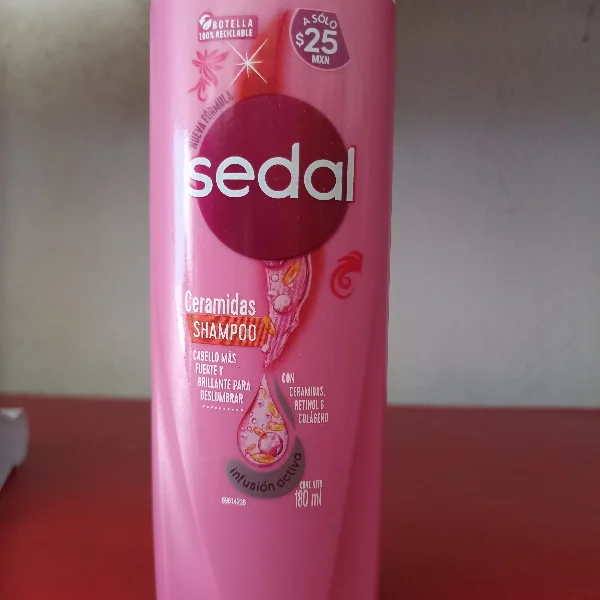 BOTELLA
100% RECICLABLE
A SÓLO
$25
MXN
NUEVA FÓRMULA
sedal
Ceramidas
SHAMPOO
CABELLO MÁS
FUERTE Y
BRILLANTE PARA
DESLUMBRAR
CON
CERAMIDAS,
RETINOL &
COLÁGENO
infusión activa
CONT. NETO
180 ml